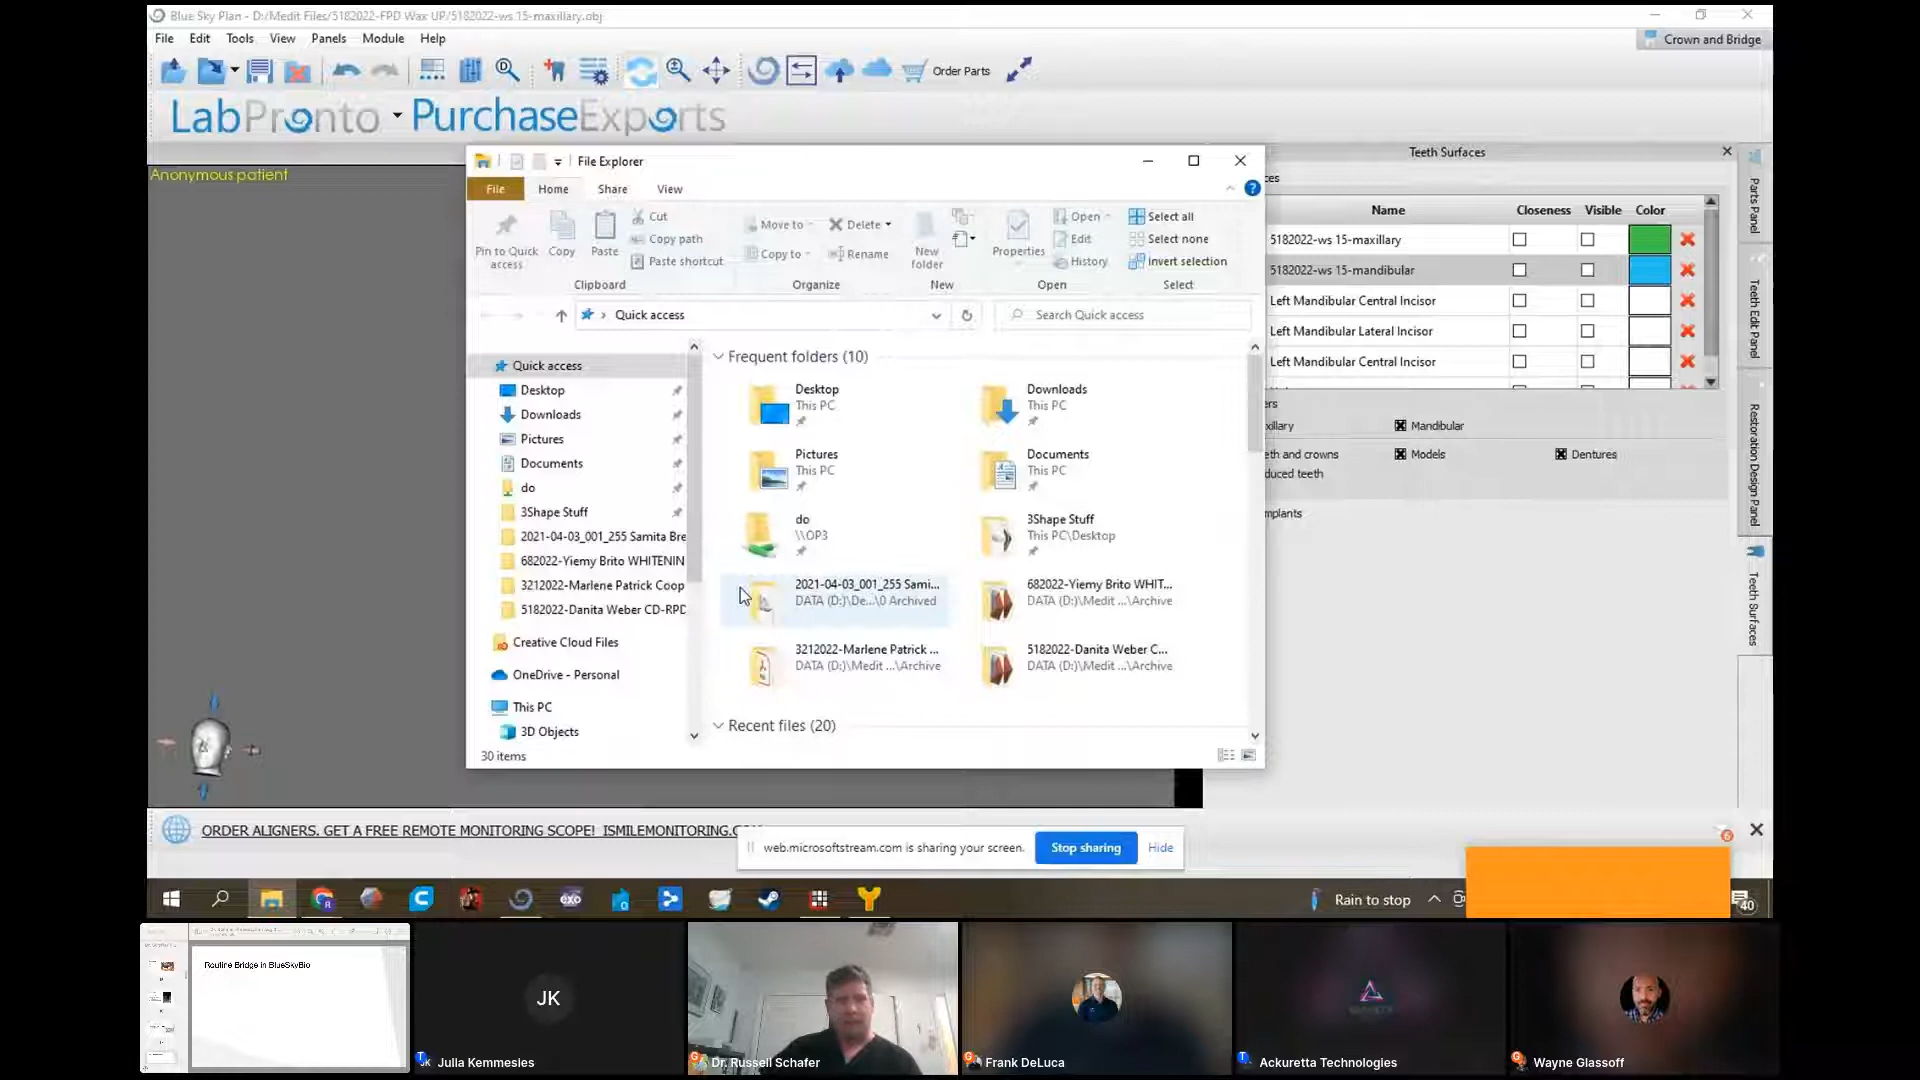 Blue Sky Plan - D:/Medit Files/5182022-FPD Wax UP/5182022-ws 15-maxillary.obj
File Edit Tools View Panels Module Help
Crown and Bridge
Order Parts
LabPronto PurchaseExports
Anonymous patient
File Explorer
File Home Share View
Pin to Quick access
Copy
Paste
Cut
Copy path
Paste shortcut
Move to
Copy to
Delete
Rename
New folder
Properties
Open
Edit
History
Select all
Select none
Invert selection
Clipboard Organize New Open Select
Quick access
Search Quick access
Quick access
Desktop
Downloads
Pictures
Documents
do
3Shape Stuff
2021-04-03_001_255 Samita Bre
682022-Yiemy Brito WHITENIN
3212022-Marlene Patrick Coop
5182022-Danita Weber CD-RPD
Creative Cloud Files
OneDrive - Personal
This PC
3D Objects
30 items
Frequent folders (10)
Desktop
This PC
Downloads
This PC
Pictures
This PC
Documents
This PC
do
\\OP3
3Shape Stuff
This PC\Desktop
2021-04-03_001_255 Sami...
DATA (D:)\De...\0 Archived
682022-Yiemy Brito WHIT...
DATA (D:)\Medit ...\Archive
3212022-Marlene Patrick ...
DATA (D:)\Medit ...\Archive
5182022-Danita Weber C...
DATA (D:)\Medit ...\Archive
Recent files (20)
Teeth Surfaces
Name Closeness Visible Color
5182022-ws 15-maxillary
5182022-ws 15-mandibular
Left Mandibular Central Incisor
Left Mandibular Lateral Incisor
Left Mandibular Central Incisor
Mandibular
Models
Dentures
Parts Panel
Teeth Edit Panel
Restoration Design Panel
Teeth Surfaces
ORDER ALIGNERS. GET A FREE REMOTE MONITORING SCOPE! ISMILEMONITORING.C
6
web.microsoftstream.com is sharing your screen.
Stop sharing
Hide
exo
Rain to stop
40
Routine Bridge in BlueSkyBio
JK
Julia Kemmesies
Dr. Russell Schafer
Frank DeLuca
Ackuretta Technologies
Wayne Glassoff